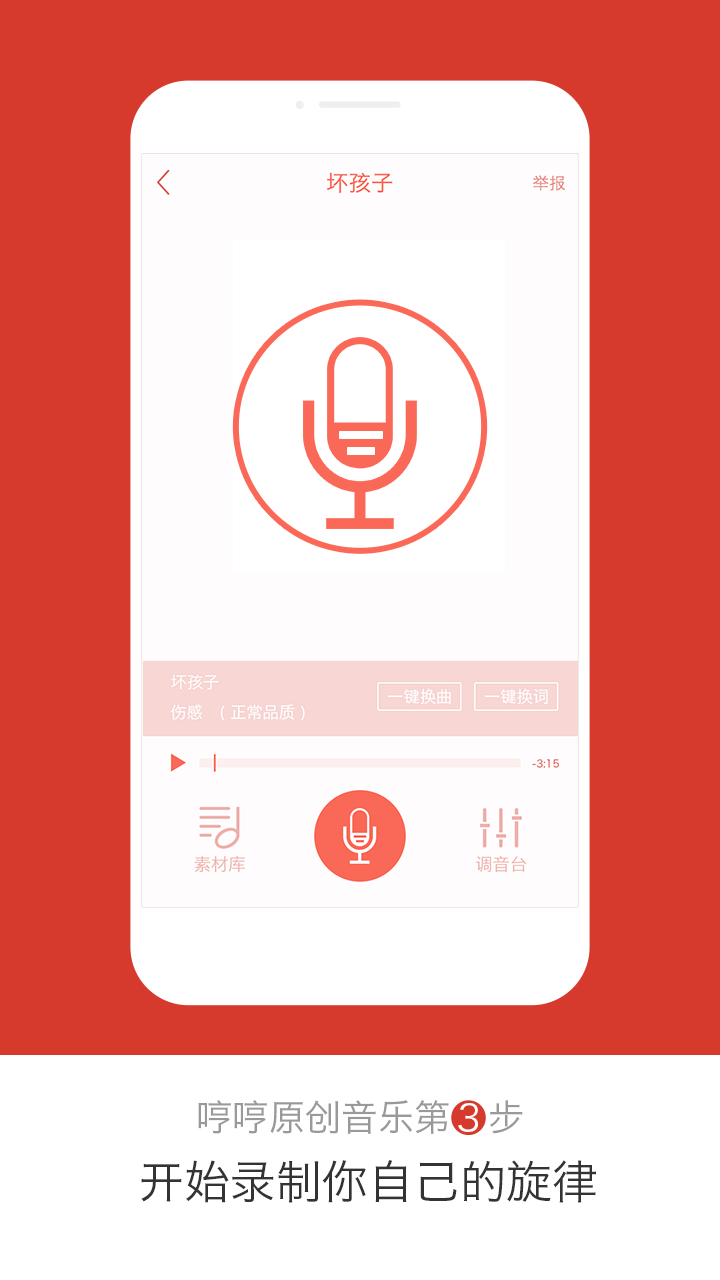 坏孩子 举报
坏孩子
伤感 （正常品质） 一键换曲 一键换词
-3:15
素材库 调音台
哼哼原创音乐第3步
开始录制你自己的旋律